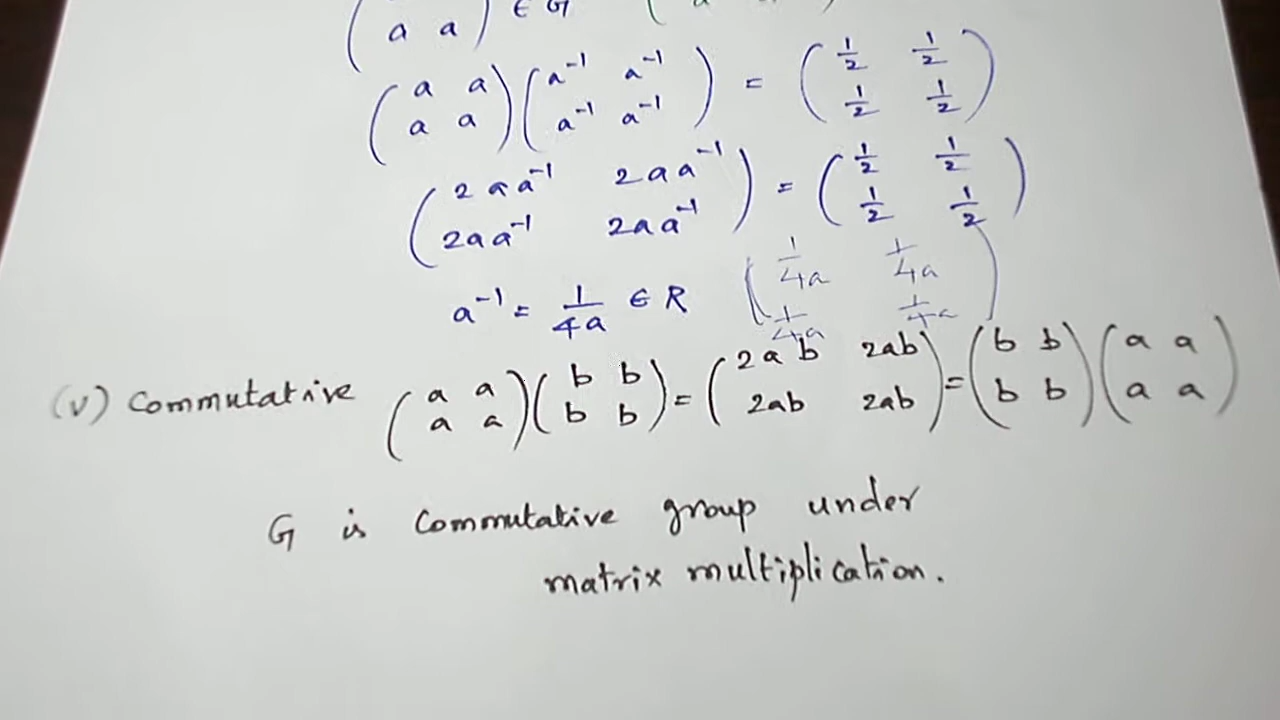 a a ) ∈ G
( a a ) ( a⁻¹ a⁻¹ ) = ( 1/2 1/2 )
( a a ) ( a⁻¹ a⁻¹ ) ( 1/2 1/2 )
( 2aa⁻¹ 2aa⁻¹ ) = ( 1/2 1/2 )
( 2aa⁻¹ 2aa⁻¹ ) ( 1/2 1/2 )
a⁻¹ = 1/4a ∈ R ( 1/4a 1/4a )
( 1/4a 1/4a )
(v) Commutative ( a a ) ( b b ) = ( 2ab 2ab ) = ( b b ) ( a a )
( a a ) ( b b ) ( 2ab 2ab ) ( b b ) ( a a )
G is commutative group under
matrix multiplication.